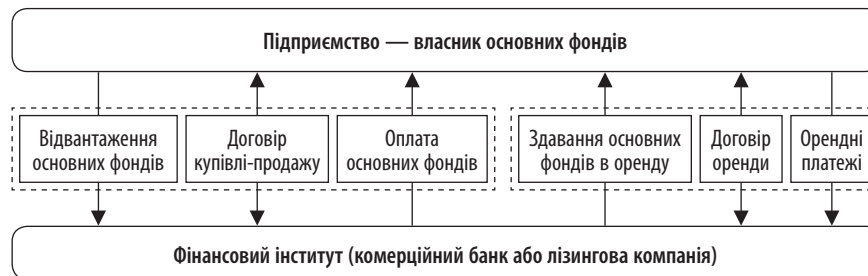 Підприємство — власник основних фондів
Відвантаження
основних фондів
Договір
купівлі-продажу
Оплата
основних фондів
Здавання основних
фондів в оренду
Договір
оренди
Орендні
платежі
Фінансовий інститут (комерційний банк або лізингова компанія)